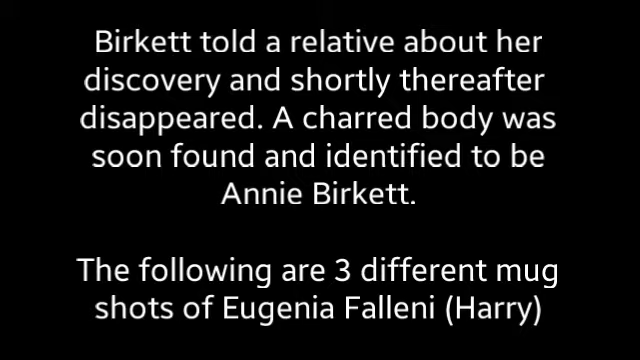 Birkett told a relative about her
discovery and shortly thereafter
disappeared. A charred body was
soon found and identified to be
Annie Birkett.
The following are 3 different mug
shots of Eugenia Falleni (Harry)